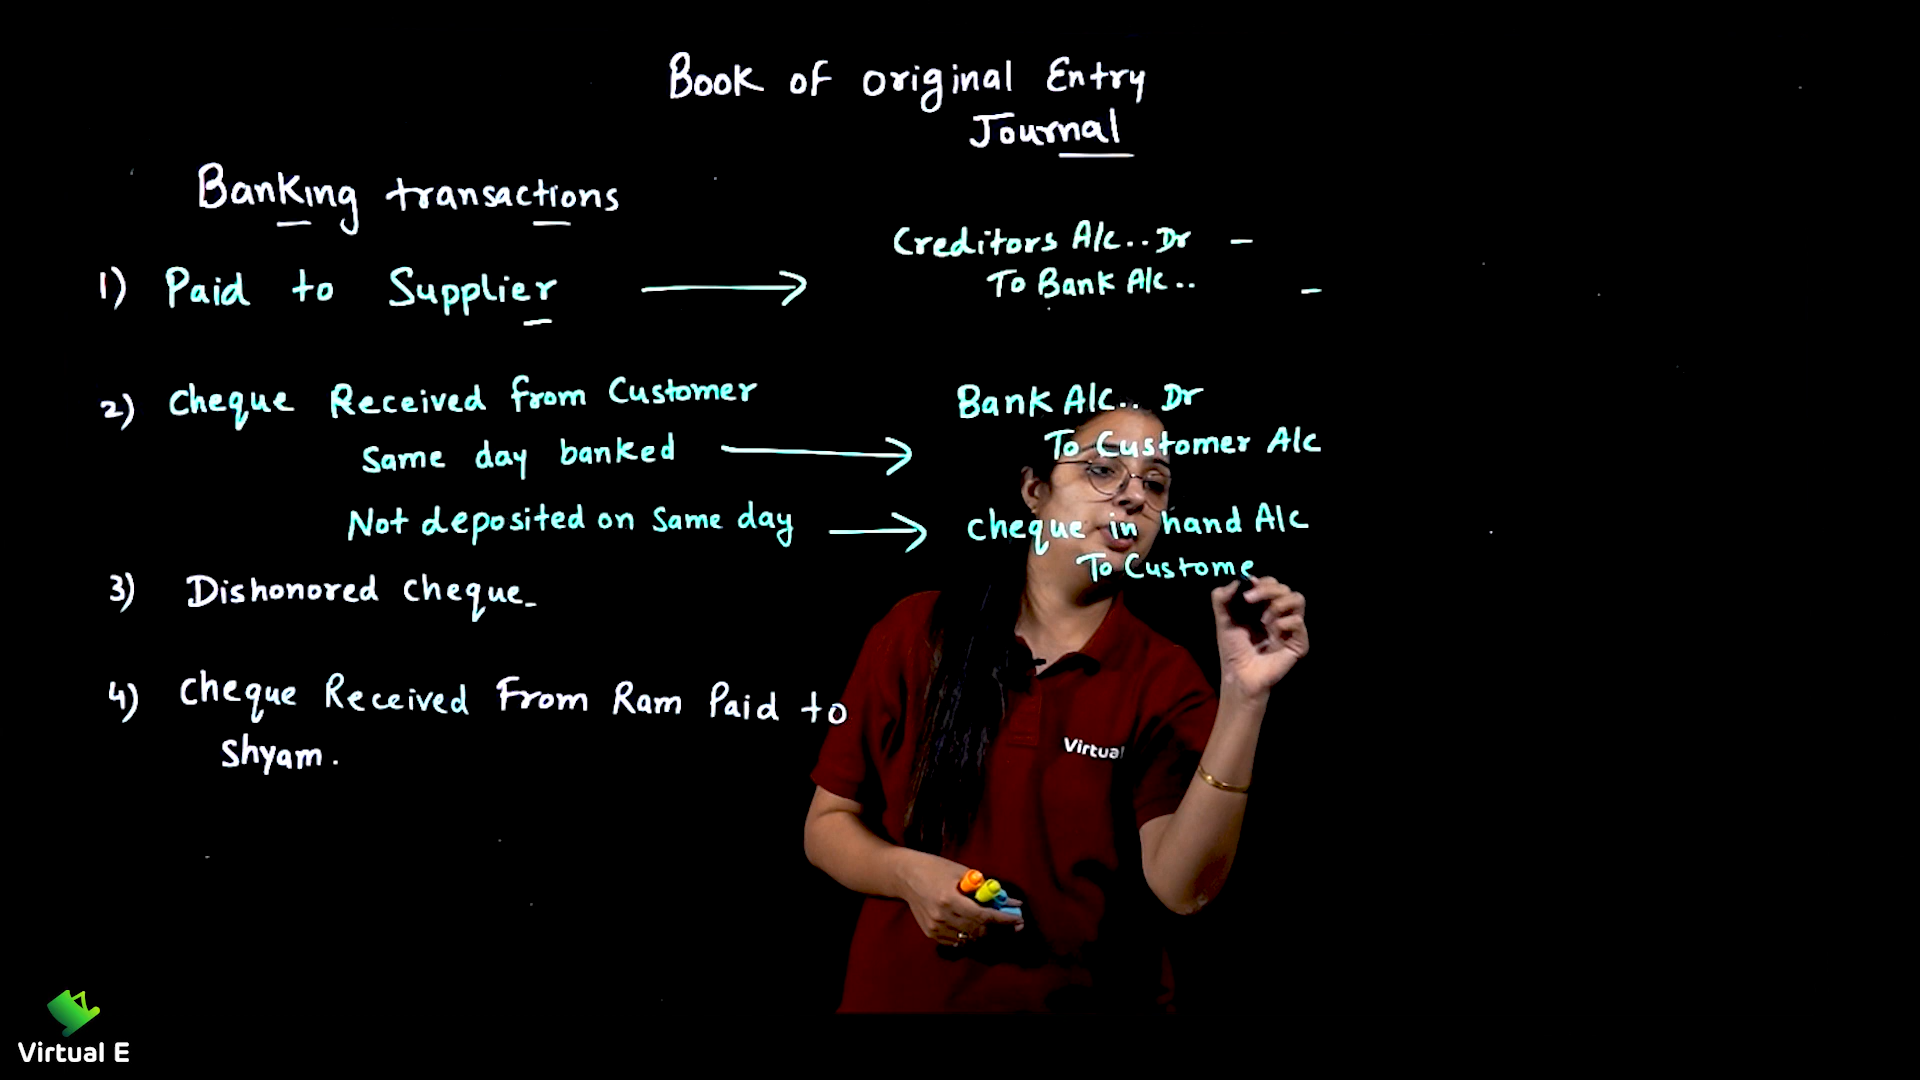 Book of original Entry
Journal
Banking transactions
1) Paid to Supplier
Creditors A/c.. Dr -
To Bank A/c.. -
2) Cheque Received from Customer
Bank A/c.. Dr
Same day banked
To Customer A/c
Not deposited on Same day
cheque in hand A/c
To Custome
3) Dishonored cheque_
4) Cheque Received From Ram Paid to
Shyam.
Virtual
Virtual E